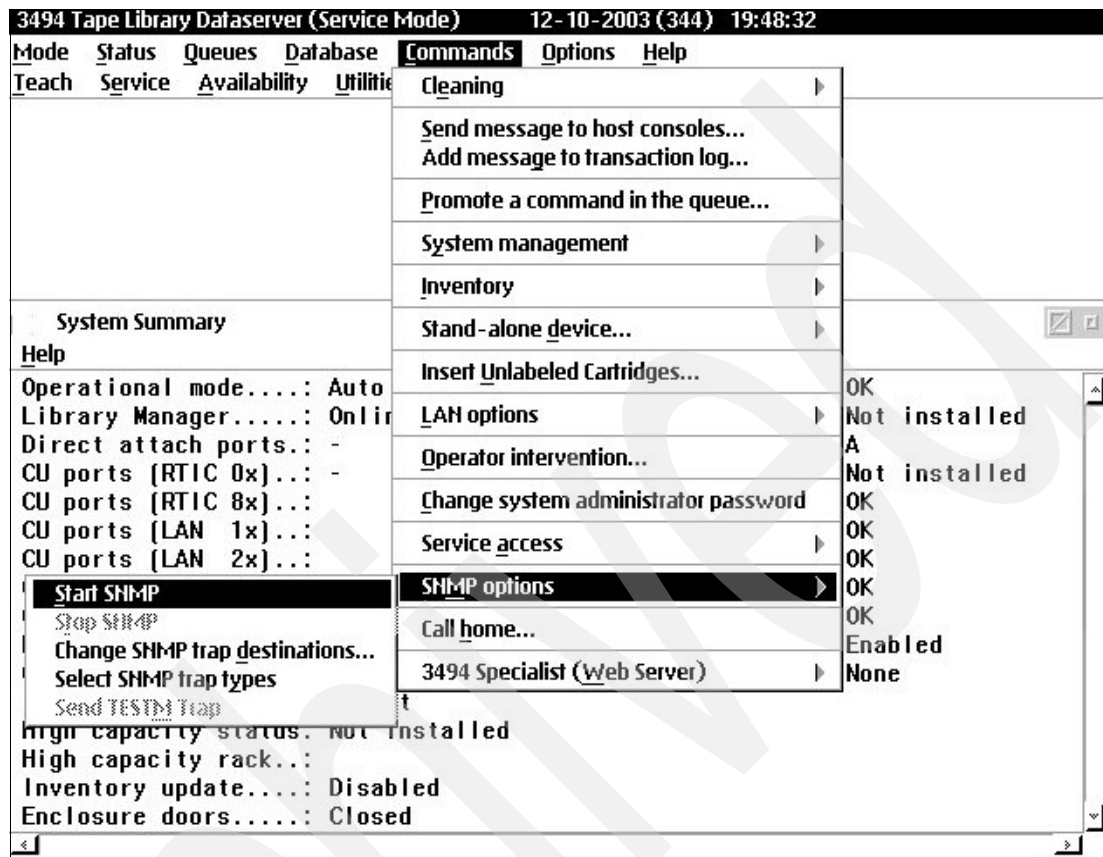 3494 Tape Library Dataserver (Service Mode) 12-10-2003 (344) 19:48:32
Mode Status Queues Database Commands Options Help
Teach Service Availability
Cleaning
Send message to host consoles...
Add message to transaction log...
Promote a command in the queue...
System management
Inventory
Stand-alone device...
Insert Unlabeled Cartridges...
LAN options
Operator intervention...
Change system administrator password
Service access
SNMP options
Call home...
3494 Specialist (Web Server)
Start SNMP
Stop SNMP
Change SNMP trap destinations...
Select SNMP trap types
Send TESTM Trap
System Summary
Help
Operational mode....: Auto OK
Library Manager.....: Not installed
Direct attach ports.: - A
CU ports (RTIC 0x)..: - Not installed
CU ports (RTIC 8x)..: OK
CU ports (LAN 1x)..: OK
CU ports (LAN 2x)..: OK
OK
OK
Enabled
None
High capacity status. Not installed
High capacity rack..:
Inventory update....: Disabled
Enclosure doors.....: Closed